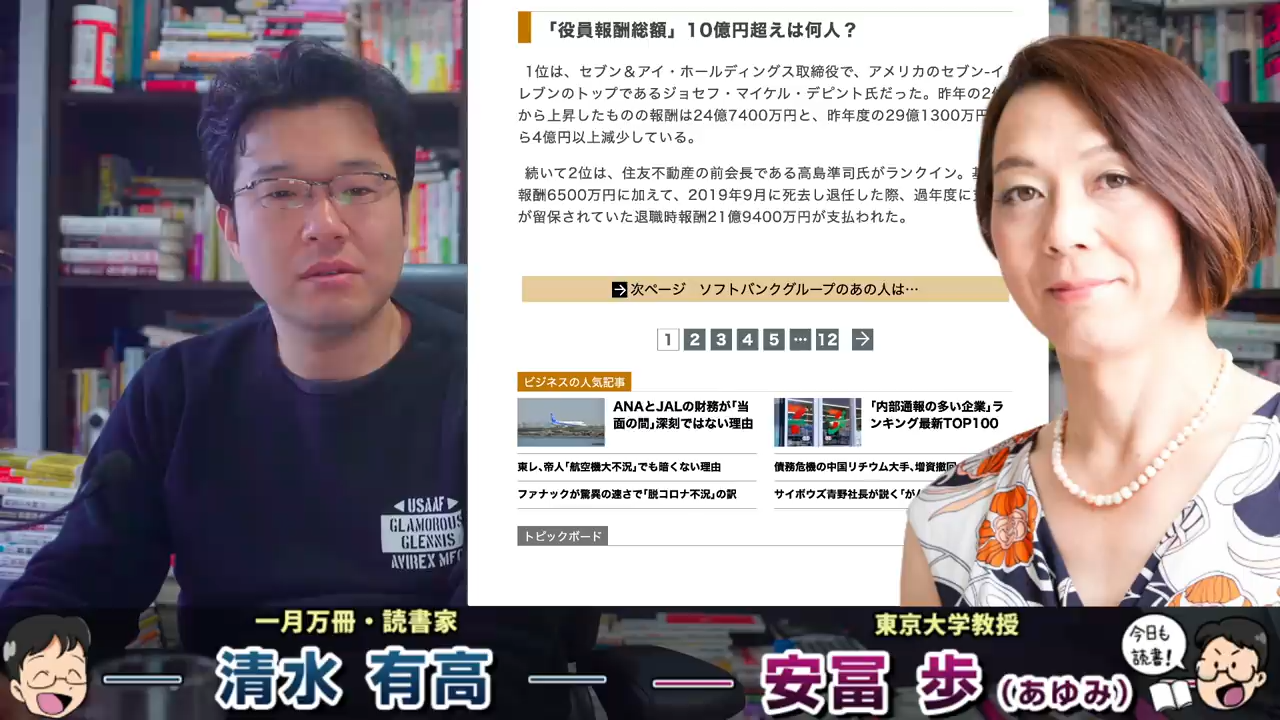 「役員報酬総額」10億円超えは何人？
1位は、セブン＆アイ・ホールディングス取締役で、アメリカのセブン-イ
レブンのトップであるジョセフ・マイケル・デピント氏だった。昨年の2
から上昇したものの報酬は24億7400万円と、昨年度の29億1300万円
ら4億円以上減少している。
続いて2位は、住友不動産の前会長である高島準司氏がランクイン。
報酬6500万円に加えて、2019年9月に死去し退任した際、過年度に
が留保されていた退職時報酬21億9400万円が支払われた。
次ページ　ソフトバンクグループのあの人は…
1 2 3 4 5 … 12 →
ビジネスの人気記事
ANAとJALの財務が「当
面の間」深刻ではない理由
「内部通報の多い企業」ラ
ンキング最新TOP100
東レ、帝人「航空機大不況」でも暗くない理由
債務危機の中国リチウム大手、増資撤回
ファナックが驚異の速さで「脱コロナ不況」の訳
サイボウズ青野社長が説く「が
トピックボード
USAAF
GLAMOROUS
GLENNIS
AVIREX MFG
一月万冊・読書家
清水 有高
東京大学教授
安冨 歩（あゆみ）
今日も
読書！